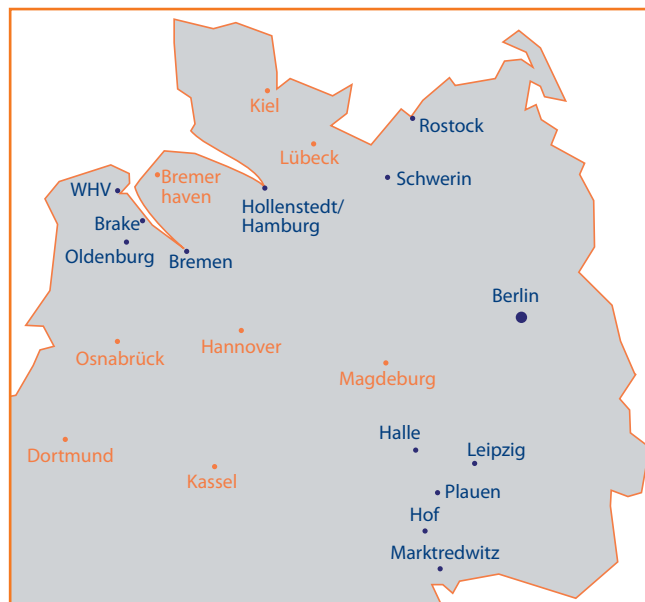 Kiel
Rostock
Lübeck
Bremer
haven
Schwerin
WHV
Hollenstedt/
Hamburg
Brake
Oldenburg
Bremen
Berlin
Hannover
Osnabrück
Magdeburg
Halle
Leipzig
Dortmund
Kassel
Plauen
Hof
Marktredwitz